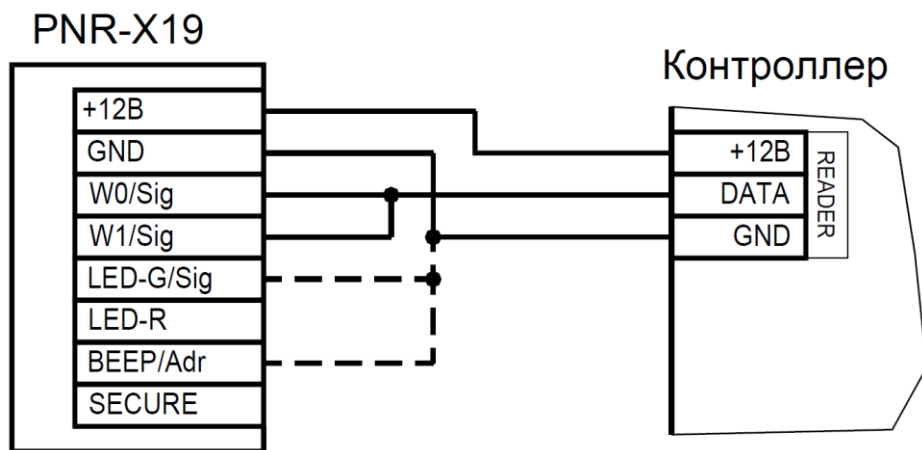 PNR-X19
+12В
GND
W0/Sig
W1/Sig
LED-G/Sig
LED-R
BEEP/Adr
SECURE
Контроллер
+12В
DATA
GND
READER